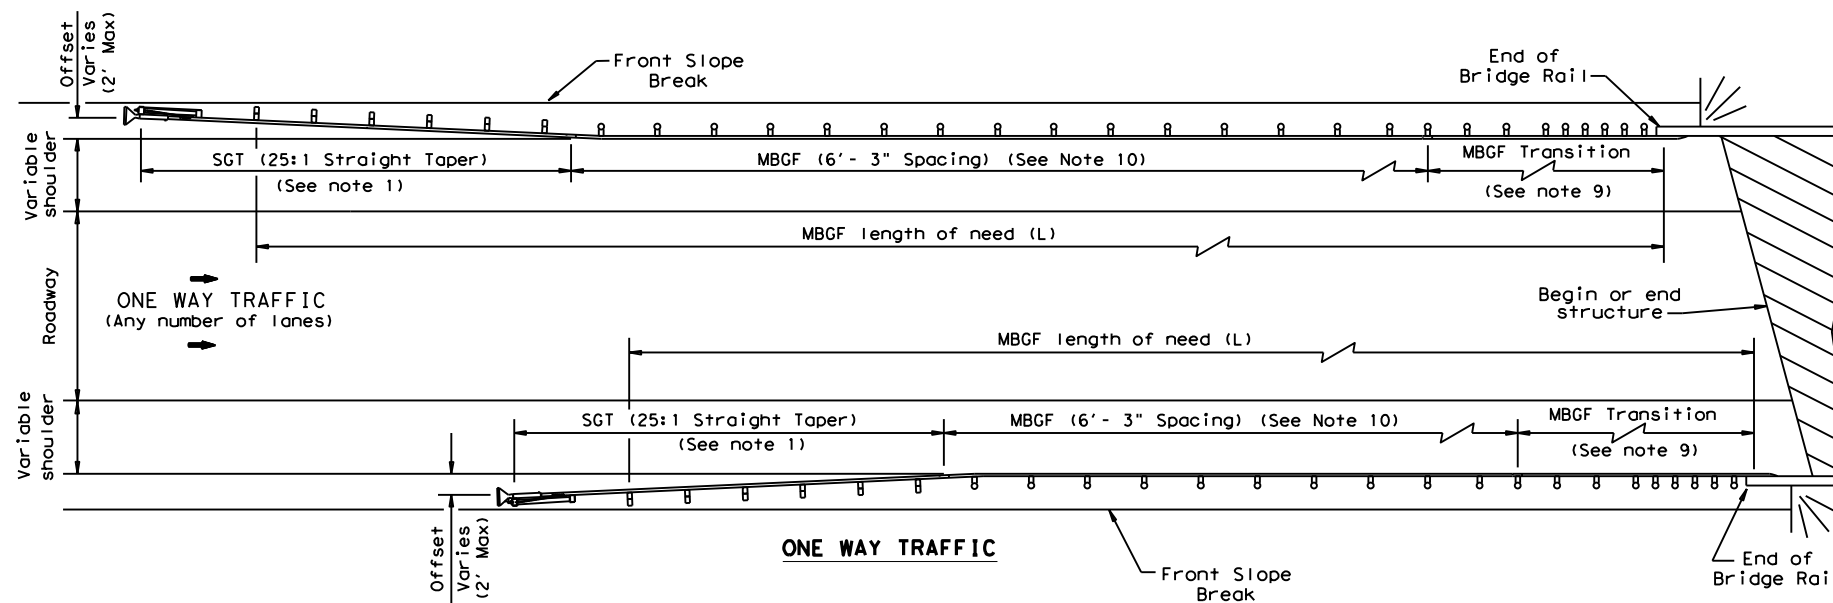 Offset
Varies
(2' Max)
Front Slope
Break
End of
Bridge Rail
Variable
shoulder
SGT (25:1 Straight Taper)
(See note 1)
MBGF (6'- 3" Spacing) (See Note 10)
MBGF Transition
(See note 9)
MBGF length of need (L)
Roadway
ONE WAY TRAFFIC
(Any number of lanes)
Begin or end
structure
MBGF length of need (L)
Variable
shoulder
SGT (25:1 Straight Taper)
(See note 1)
MBGF (6'- 3" Spacing) (See Note 10)
MBGF Transition
(See note 9)
Offset
Varies
(2' Max)
ONE WAY TRAFFIC
Front Slope
Break
End of
Bridge Rai